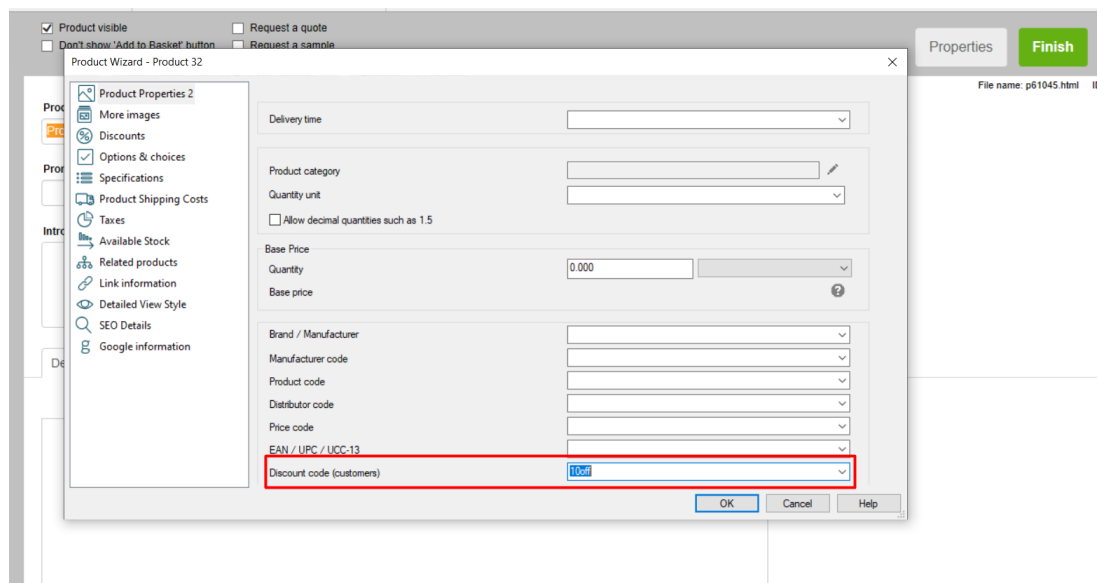 Product visible
Request a quote
Don't show 'Add to Basket' button
Request a sample
Properties
Finish
File name: p61045.html
Product Wizard - Product 32
Product Properties 2
More images
Discounts
Options & choices
Specifications
Product Shipping Costs
Taxes
Available Stock
Related products
Link information
Detailed View Style
SEO Details
Google information
Delivery time
Product category
Quantity unit
Allow decimal quantities such as 1.5
Base Price
Quantity
0.000
Base price
Brand / Manufacturer
Manufacturer code
Product code
Distributor code
Price code
EAN / UPC / UCC-13
Discount code (customers)
10off
OK
Cancel
Help